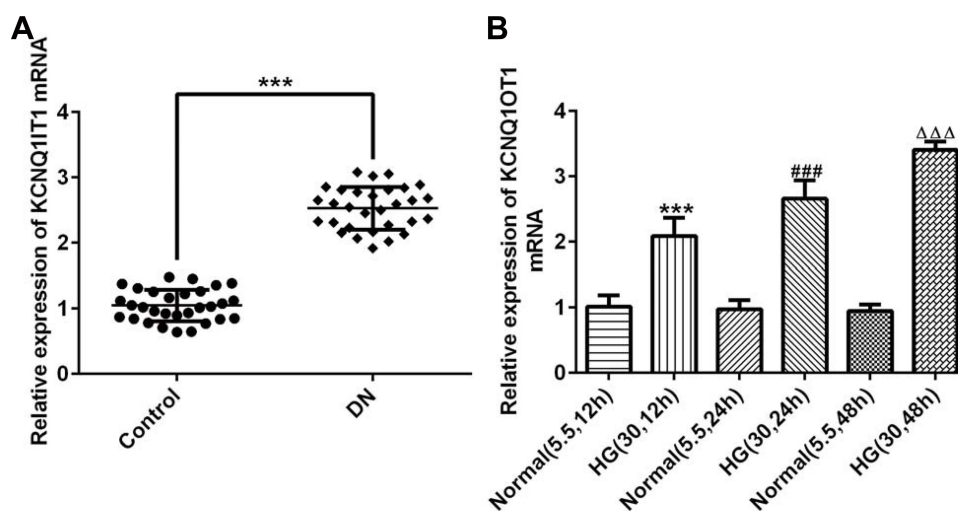 A
Relative expression of KCNQ1IT1 mRNA
4
3
2
1
0
***
Control
DN
B
Relative expression of KCNQ1OT1
mRNA
4
3
2
1
0
***
###
ΔΔΔ
Normal(5.5,12h)
HG(30,12h)
Normal(5.5,24h)
HG(30,24h)
Normal(5.5,48h)
HG(30,48h)